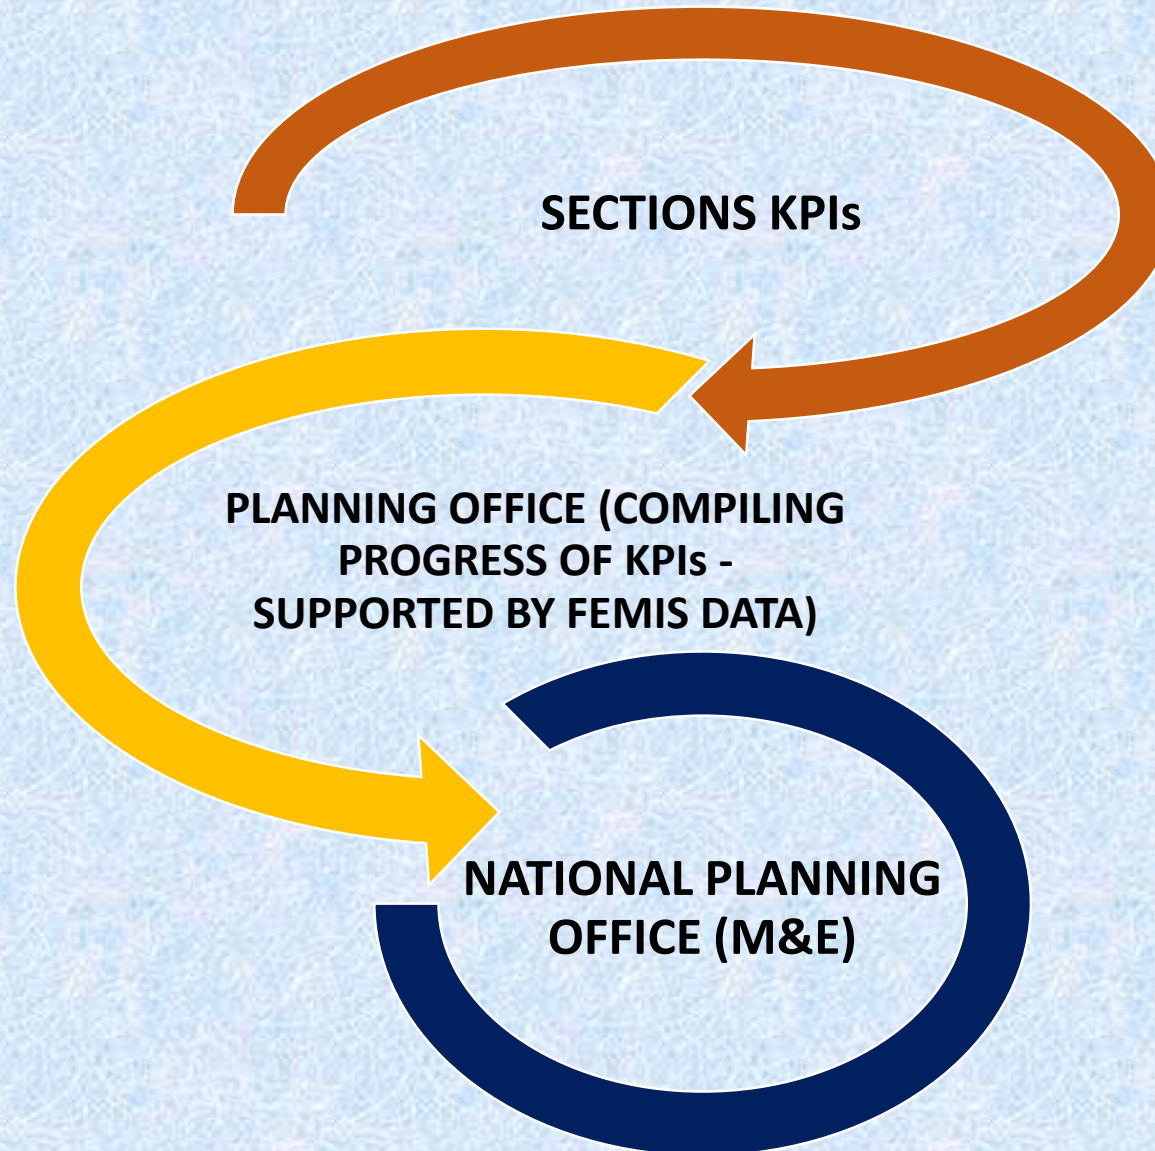 SECTIONS KPIs
PLANNING OFFICE (COMPILING
PROGRESS OF KPIs -
SUPPORTED BY FEMIS DATA)
NATIONAL PLANNING
OFFICE (M&E)